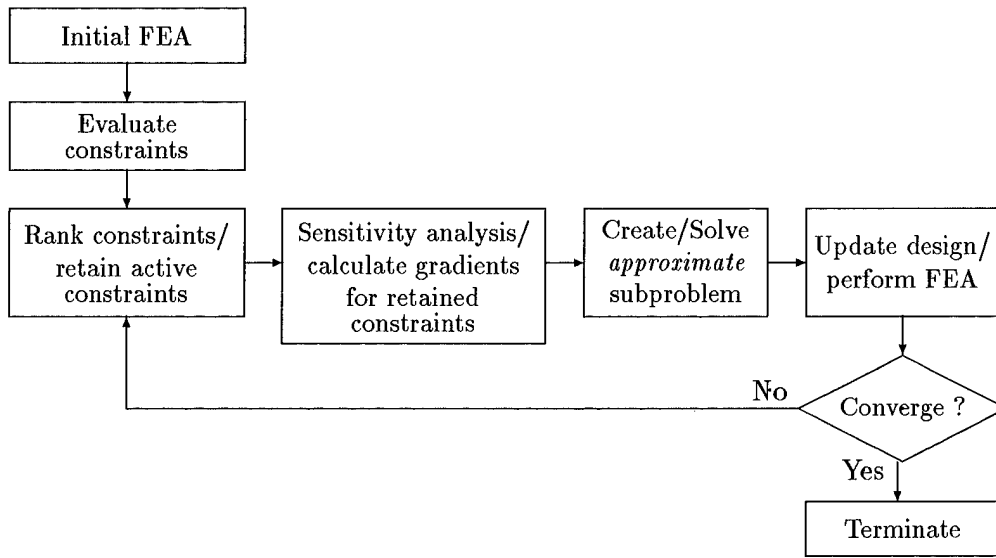 Initial FEA
Evaluate
constraints
Rank constraints/
retain active
constraints
Sensitivity analysis/
calculate gradients
for retained
constraints
Create/Solve
approximate
subproblem
Update design/
perform FEA
No
Converge ?
Yes
Terminate